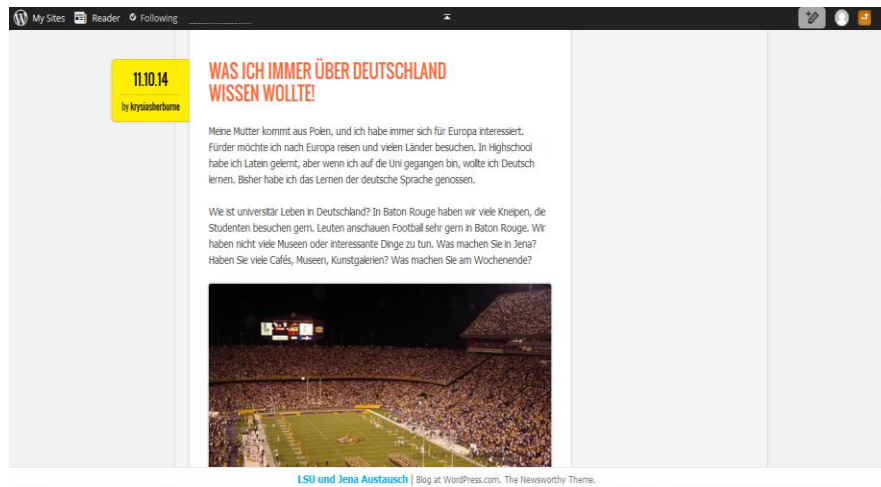 My Sites Reader Following
11.10.14
by krysiasherburne
WAS ICH IMMER ÜBER DEUTSCHLAND
WISSEN WOLLTE!
Meine Mutter kommt aus Polen, und ich habe immer sich für Europa interessiert.
Fürder möchte ich nach Europa reisen und vielen Länder besuchen. In Highschool
habe ich Latein gelernt, aber wenn ich auf die Uni gegangen bin, wollte ich Deutsch
lernen. Bisher habe ich das Lernen der deutsche Sprache genossen.
Wie ist universitär Leben in Deutschland? In Baton Rouge haben wir viele Kneipen, die
Studenten besuchen gern. Leuten anschauen Football sehr gern in Baton Rouge. Wir
haben nicht viele Museen oder interessante Dinge zu tun. Was machen Sie in Jena?
Haben Sie viele Cafés, Museen, Kunstgalerien? Was machen Sie am Wochenende?
LSU und Jena Austausch | Blog at WordPress.com. The Newsworthy Theme.